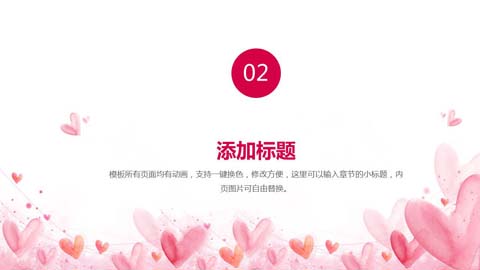 02
添加标题
模板所有页面均有动画，支持一键换色，修改方便，这里可以输入章节的小标题，内
页图片可自由替换。